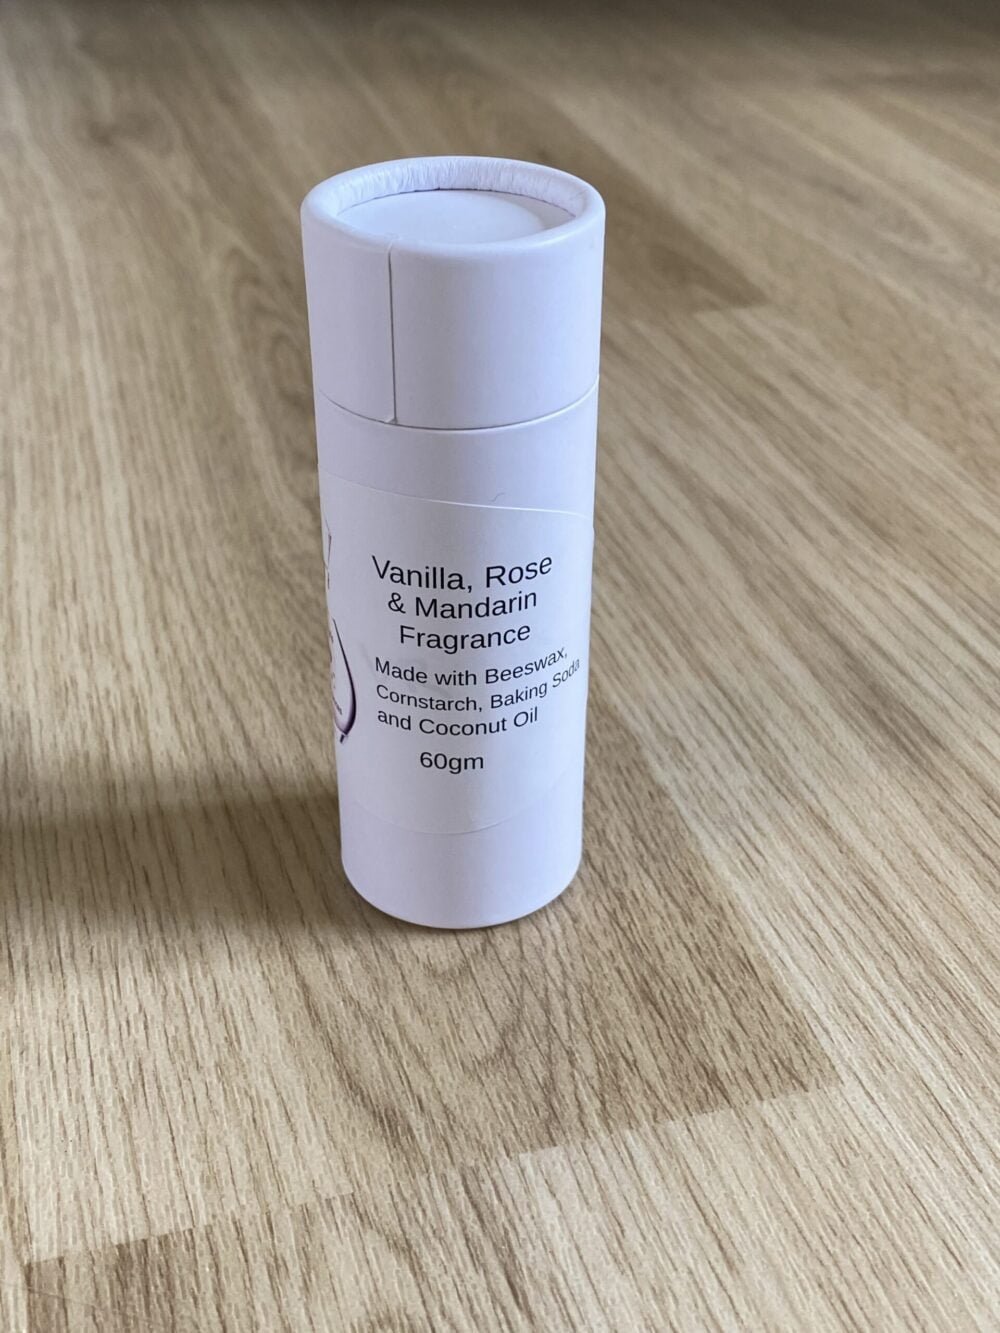 Vanilla, Rose
& Mandarin
Fragrance
Made with Beeswax,
Cornstarch, Baking Soda
and Coconut Oil
60gm